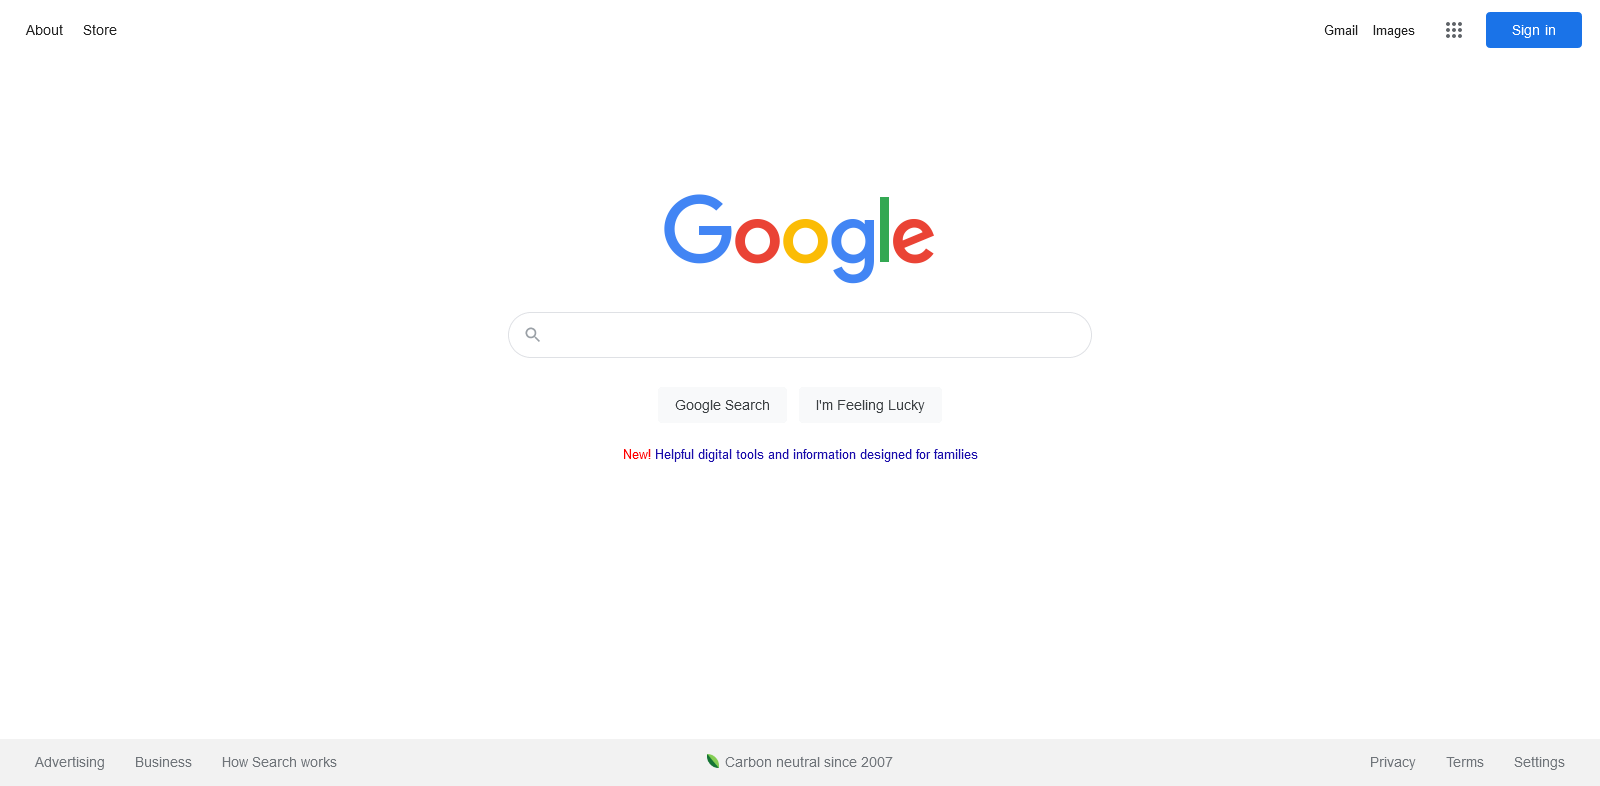 About Store Gmail Images Sign in
Google
Google Search I'm Feeling Lucky
New! Helpful digital tools and information designed for families
Advertising Business How Search works Carbon neutral since 2007 Privacy Terms Settings